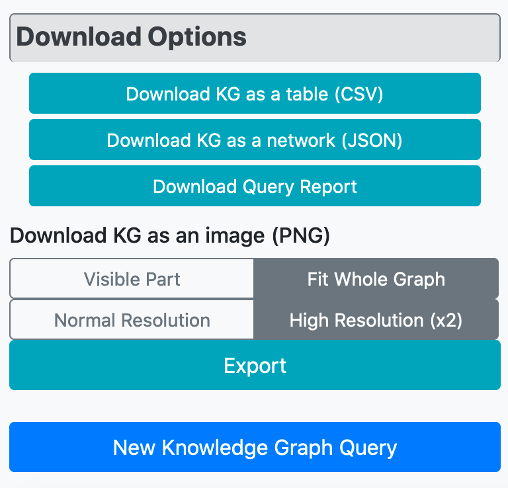 Download Options
Download KG as a table (CSV)
Download KG as a network (JSON)
Download Query Report
Download KG as an image (PNG)
Visible Part
Fit Whole Graph
Normal Resolution
High Resolution (x2)
Export
New Knowledge Graph Query